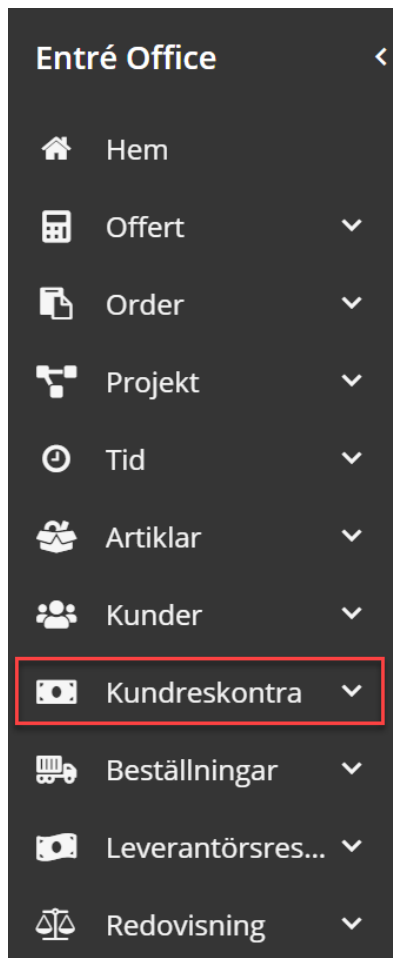 Entré Office
Hem
Offert
Order
Projekt
Tid
Artiklar
Kunder
Kundreskontra
Beställningar
Leverantörsres...
Redovisning